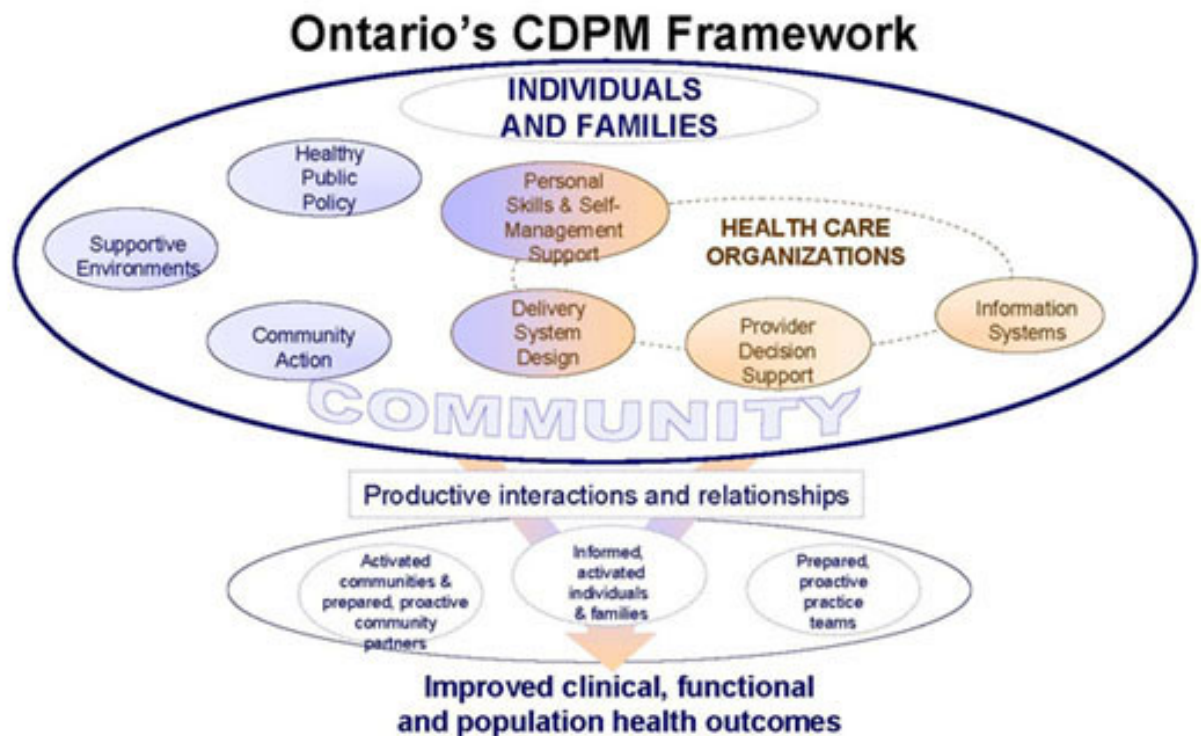 Ontario's CDPM Framework
INDIVIDUALS
AND FAMILIES
Healthy
Public
Policy
Personal
Skills & Self-
Management
Support
HEALTH CARE
ORGANIZATIONS
Supportive
Environments
Information
Systems
Delivery
System
Design
Provider
Decision
Support
Community
Action
COMMUNITY
Productive interactions and relationships
Activated
communities &
prepared, proactive
community
partners
Informed,
activated
individuals
& families
Prepared,
proactive
practice
teams
Improved clinical, functional
and population health outcomes